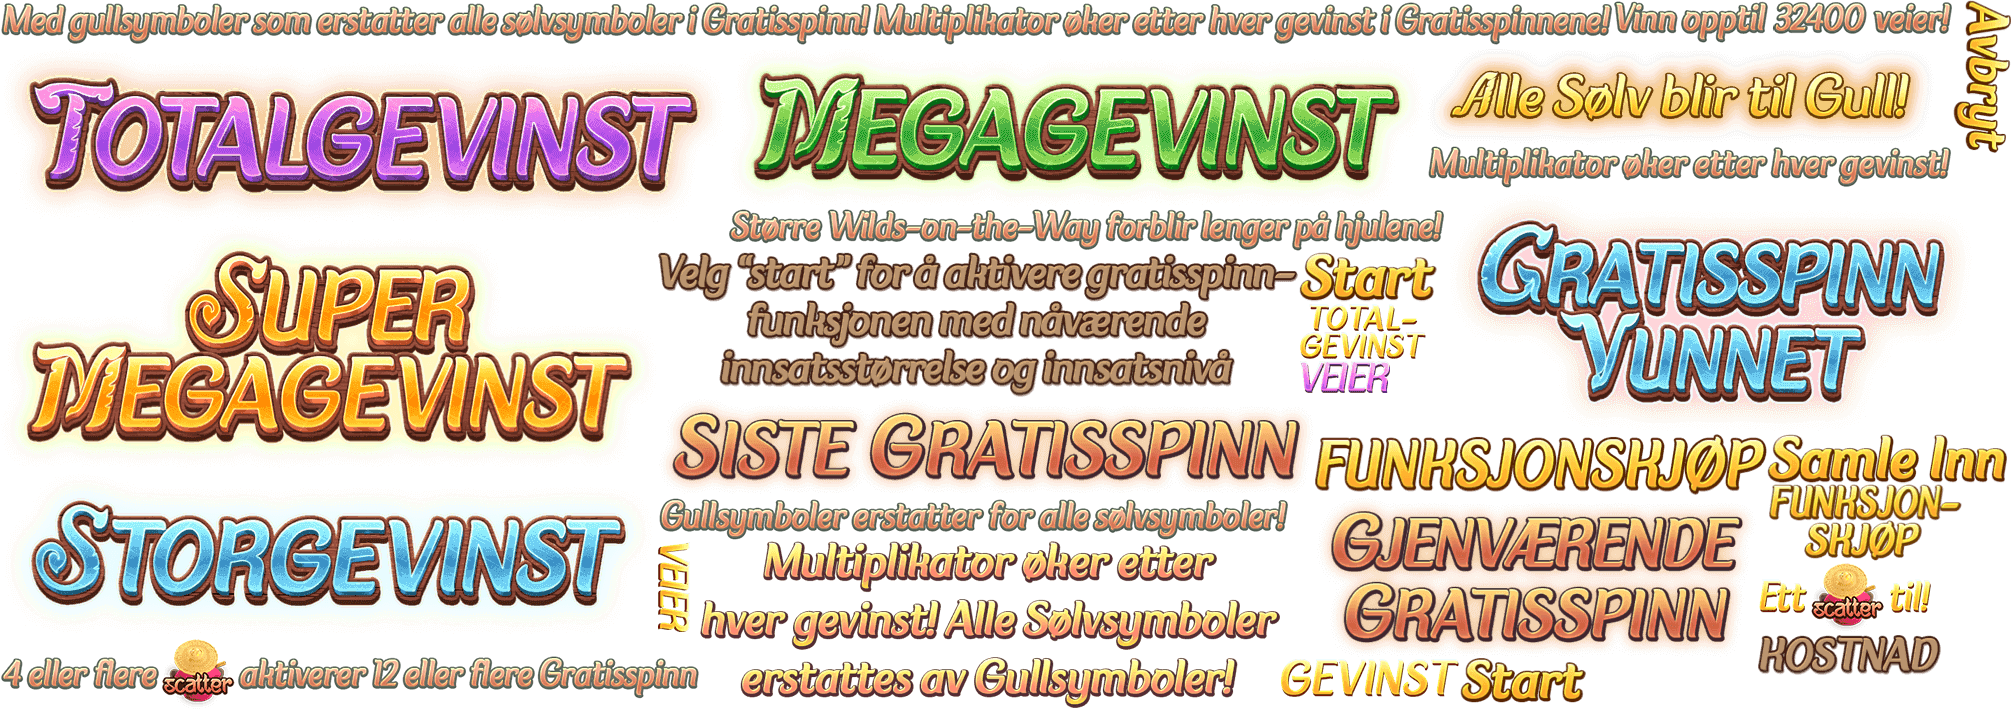 Med gullsymboler som erstatter alle sølvsymboler i Gratisspinn!
Multiplikator øker etter hver gevinst i Gratisspinnene!
Vinn opptil 32400 veier!
Avbryt
TOTALGEVINST
MEGAGEVINST
Alle Sølv blir til Gull!
Multiplikator øker etter hver gevinst!
Større Wilds-on-the-Way forblir lenger på hjulene!
GRATISSPINN
VUNNET
SUPER
MEGAGEVINST
Velg “start” for å aktivere gratisspinn-
funksjonen med nåværende
innsatsstørrelse og innsatsnivå
Start
TOTAL-
GEVINST
VEIER
SISTE GRATISSPINN
FUNKSJONSKJØP
Samle Inn
FUNKSJON-
SKJØP
STORGEVINST
Gullsymboler erstatter for alle sølvsymboler!
VEIER
Multiplikator øker etter
hver gevinst! Alle Sølvsymboler
erstattes av Gullsymboler!
GJENVÆRENDE
GRATISSPINN
Ett scatter til!
KOSTNAD
4 eller flere scatter aktiverer 12 eller flere Gratisspinn
GEVINST
Start